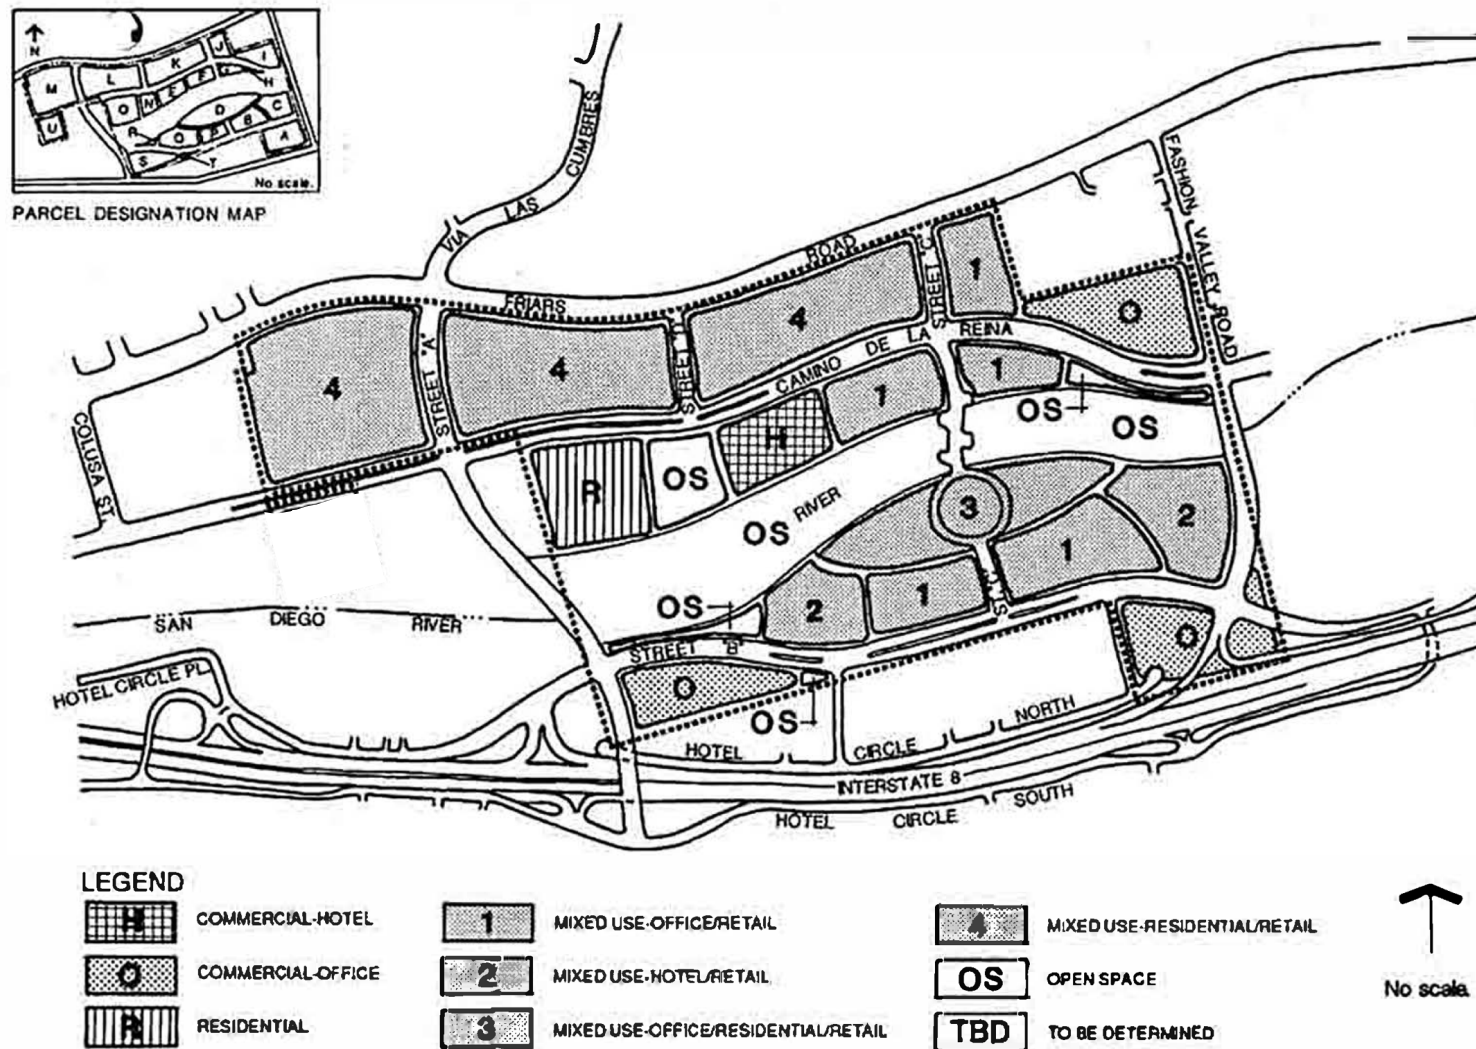 N
J
K
I
L
M
F
H
E
N
O
D
C
U
B
R
Q
P
A
S
T
No scale.
PARCEL DESIGNATION MAP
VIA LAS CUMBRES
FRIARS ROAD
FASHION VALLEY ROAD
STREET "A"
STREET "D"
STREET C
CAMINO DE LA REINA
COLUSA ST.
1
4
O
4
4
1
1
OS
OS
H
R
OS
RIVER
OS
3
2
1
OS
2
1
ST. "C"
SAN DIEGO RIVER
STREET "B"
O
O
OS
HOTEL CIRCLE PL.
HOTEL CIRCLE NORTH
INTERSTATE 8
HOTEL CIRCLE SOUTH
LEGEND
H COMMERCIAL-HOTEL
O COMMERCIAL-OFFICE
R RESIDENTIAL
1 MIXED USE-OFFICE/RETAIL
2 MIXED USE-HOTEL/RETAIL
3 MIXED USE-OFFICE/RESIDENTIAL/RETAIL
4 MIXED USE-RESIDENTIAL/RETAIL
OS OPEN SPACE
TBD TO BE DETERMINED
No scale